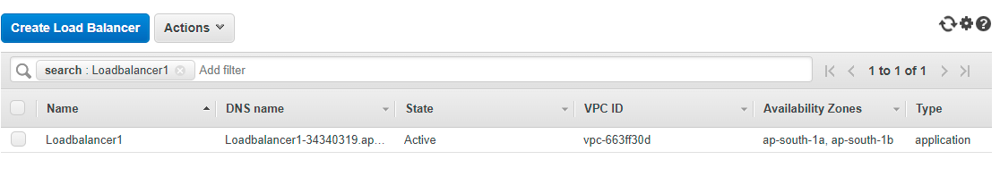 Create Load Balancer Actions
search : Loadbalancer1 Add filter 1 to 1 of 1
Name DNS name State VPC ID Availability Zones Type
Loadbalancer1 Loadbalancer1-34340319.ap... Active vpc-663ff30d ap-south-1a, ap-south-1b application